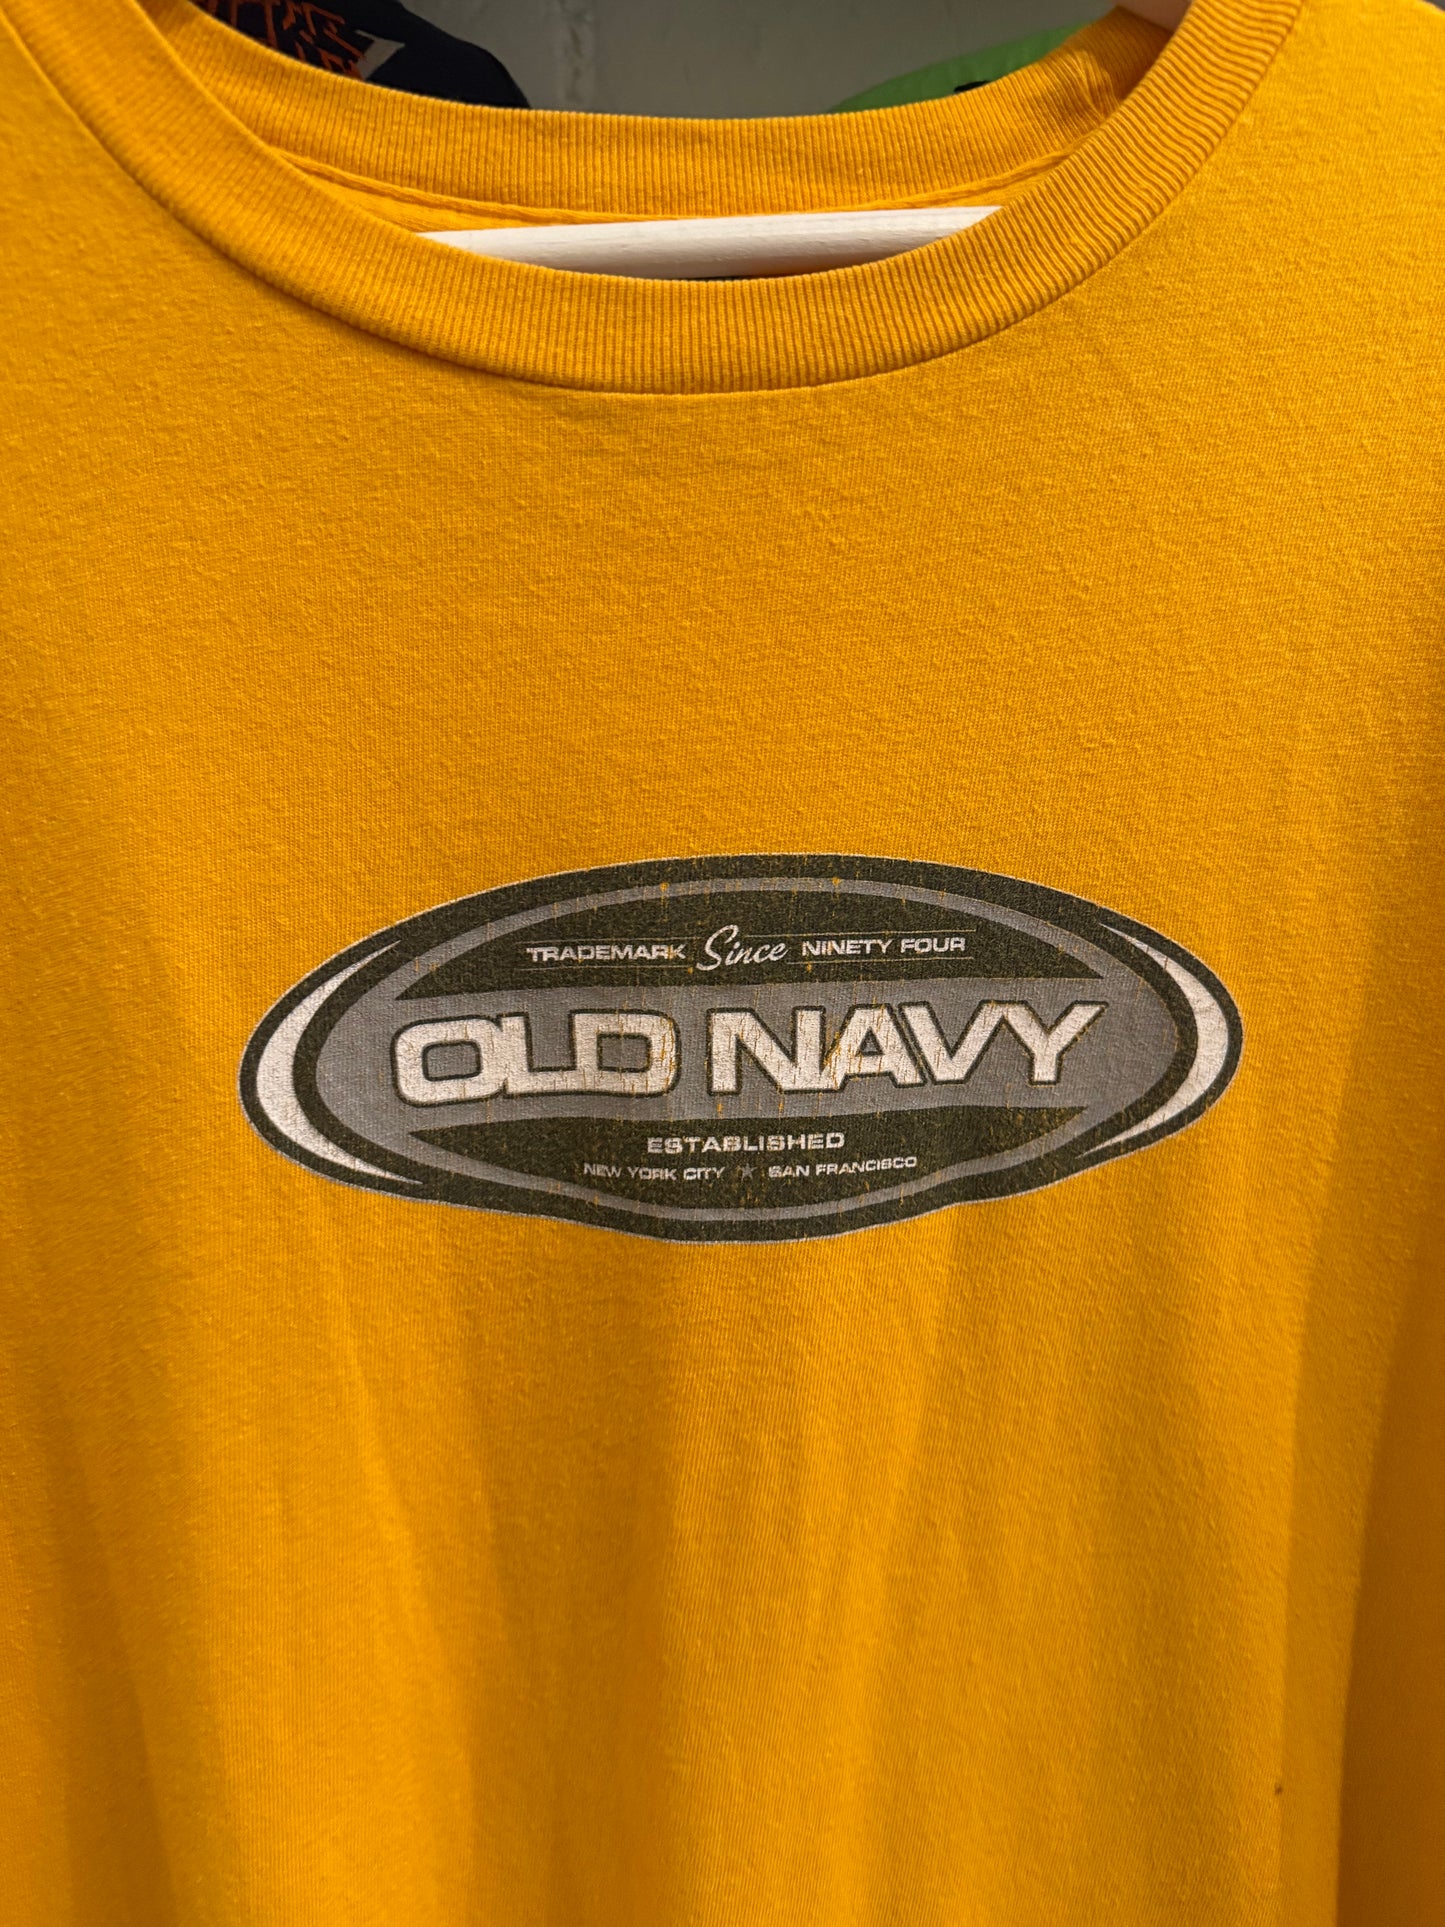 TRADEMARK Since NINETY FOUR
OLD NAVY
ESTABLISHED
NEW YORK CITY ★ SAN FRANCISCO